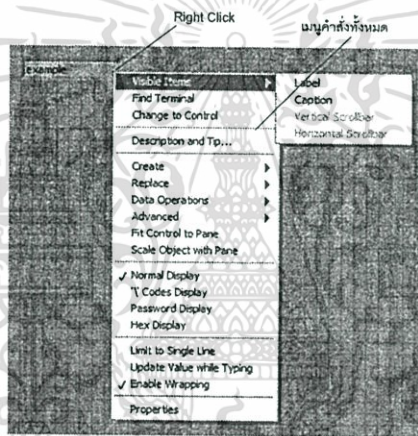 Right Click
เมนูคำสั่งทั้งหมด
example
Visible Items
Find Terminal
Change to Control
Description and Tip...
Create
Replace
Data Operations
Advanced
Fit Control to Pane
Scale Object with Pane
Normal Display
'\' Codes Display
Password Display
Hex Display
Limit to Single Line
Update Value while Typing
Enable Wrapping
Properties
Label
Caption
Vertical Scrollbar
Horizontal Scrollbar